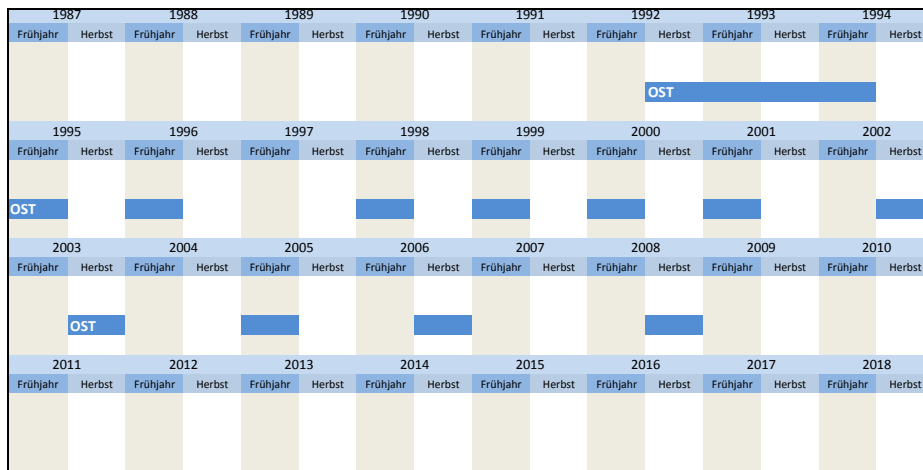 1987 1988 1989 1990 1991 1992 1993 1994
Frühjahr Herbst Frühjahr Herbst Frühjahr Herbst Frühjahr Herbst Frühjahr Herbst Frühjahr Herbst Frühjahr Herbst Frühjahr Herbst
OST
1995 1996 1997 1998 1999 2000 2001 2002
Frühjahr Herbst Frühjahr Herbst Frühjahr Herbst Frühjahr Herbst Frühjahr Herbst Frühjahr Herbst Frühjahr Herbst Frühjahr Herbst
OST
2003 2004 2005 2006 2007 2008 2009 2010
Frühjahr Herbst Frühjahr Herbst Frühjahr Herbst Frühjahr Herbst Frühjahr Herbst Frühjahr Herbst Frühjahr Herbst Frühjahr Herbst
OST
2011 2012 2013 2014 2015 2016 2017 2018
Frühjahr Herbst Frühjahr Herbst Frühjahr Herbst Frühjahr Herbst Frühjahr Herbst Frühjahr Herbst Frühjahr Herbst Frühjahr Herbst